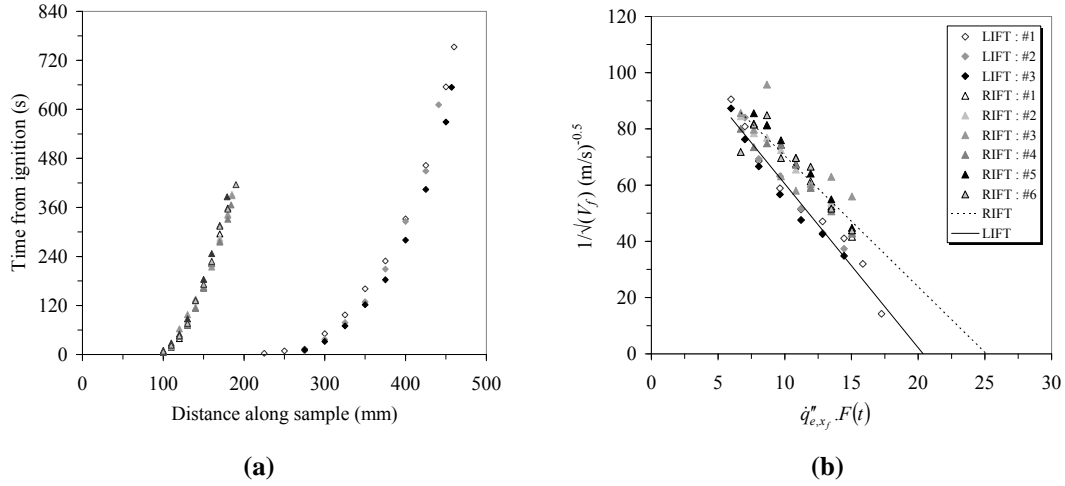 840
720
600
480
360
240
120
0
0 100 200 300 400 500
Time from ignition (s)
Distance along sample (mm)
(a)
120
100
80
60
40
20
0
0 5 10 15 20 25 30
1/√(V_f) (m/s)^-0.5
q̇″_e,x_f .F(t)
LIFT : #1
LIFT : #2
LIFT : #3
RIFT : #1
RIFT : #2
RIFT : #3
RIFT : #4
RIFT : #5
RIFT : #6
RIFT
LIFT
(b)